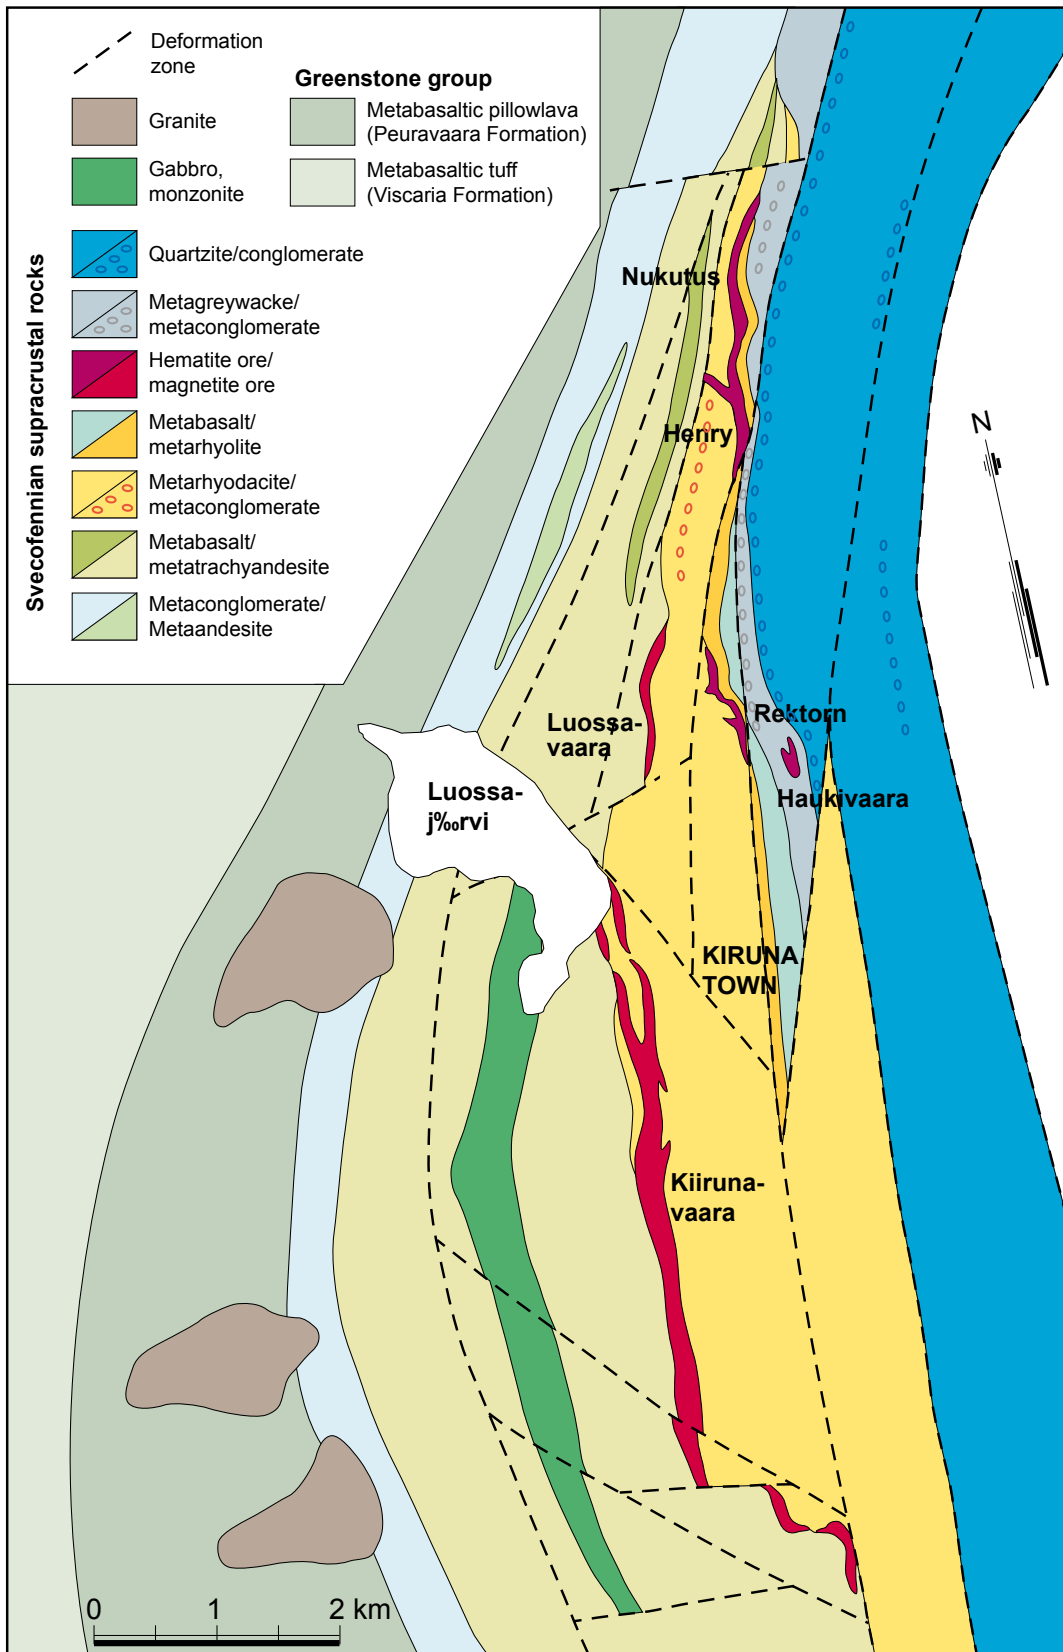 Deformation
zone
Granite
Gabbro,
monzonite
Greenstone group
Metabasaltic pillowlava
(Peuravaara Formation)
Metabasaltic tuff
(Viscaria Formation)
Svecofennian supracrustal rocks
Quartzite/conglomerate
Metagreywacke/
metaconglomerate
Hematite ore/
magnetite ore
Metabasalt/
metarhyolite
Metarhyodacite/
metaconglomerate
Metabasalt/
metatrachyandesite
Metaconglomerate/
Metaandesite
Nukutus
Henry
N
Rektorn
Luossa-
vaara
Haukivaara
Luossa-
j‰rvi
KIRUNA
TOWN
Kiiruna-
vaara
0 1 2 km